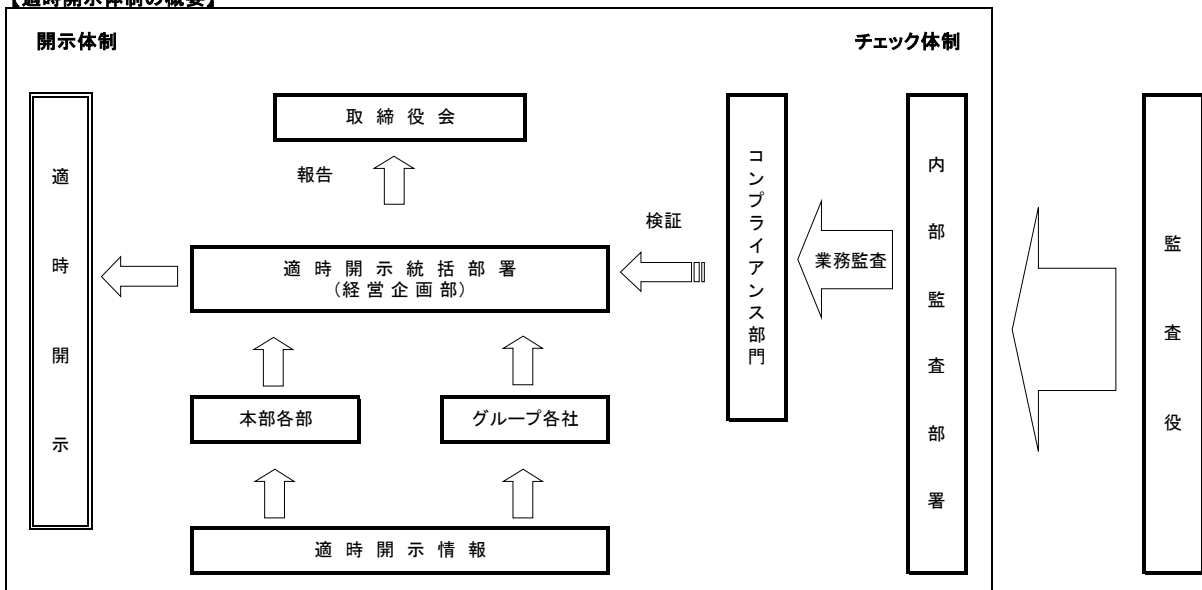 【適時開示体制の概要】
開示体制
チェック体制
適時開示
取締役会
報告
適時開示統括部署
（経営企画部）
検証
コンプライアンス部門
業務監査
内部監査部署
監査役
本部各部
グループ各社
適時開示情報